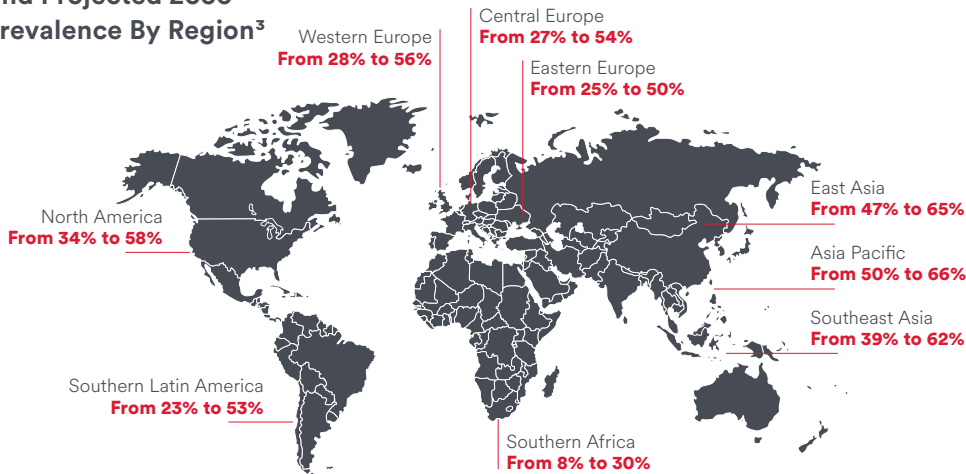 Prevalence By Region³
Western Europe
From 28% to 56%
Central Europe
From 27% to 54%
Eastern Europe
From 25% to 50%
North America
From 34% to 58%
East Asia
From 47% to 65%
Asia Pacific
From 50% to 66%
Southeast Asia
From 39% to 62%
Southern Latin America
From 23% to 53%
Southern Africa
From 8% to 30%